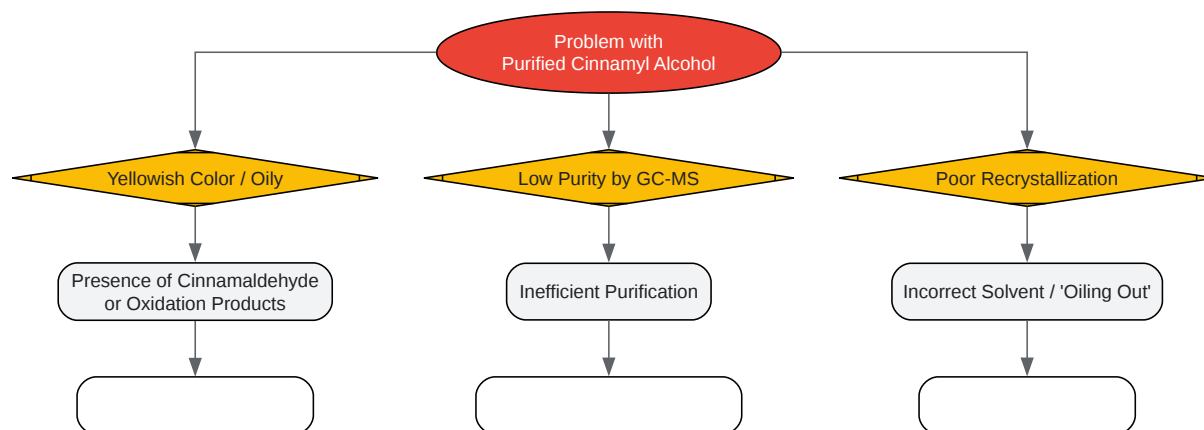 Problem with
Purified Cinnamyl Alcohol
Yellowish Color / Oily
Low Purity by GC-MS
Poor Recrystallization
Presence of Cinnamaldehyde
or Oxidation Products
Inefficient Purification
Incorrect Solvent / 'Oiling Out'